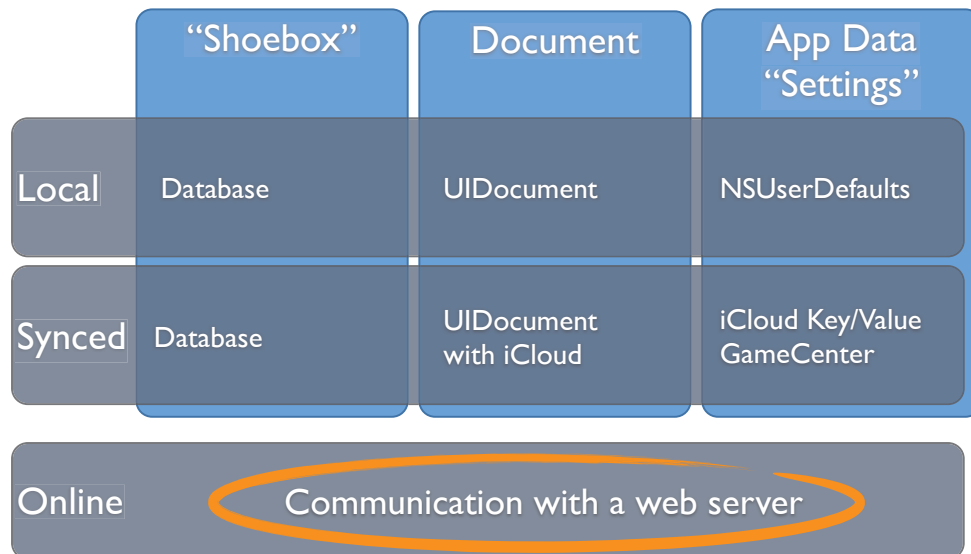 “Shoebox”
Document
App Data
“Settings”
Local
Database
UIDocument
NSUserDefaults
Synced
Database
UIDocument
with iCloud
iCloud Key/Value
GameCenter
Online
Communication with a web server